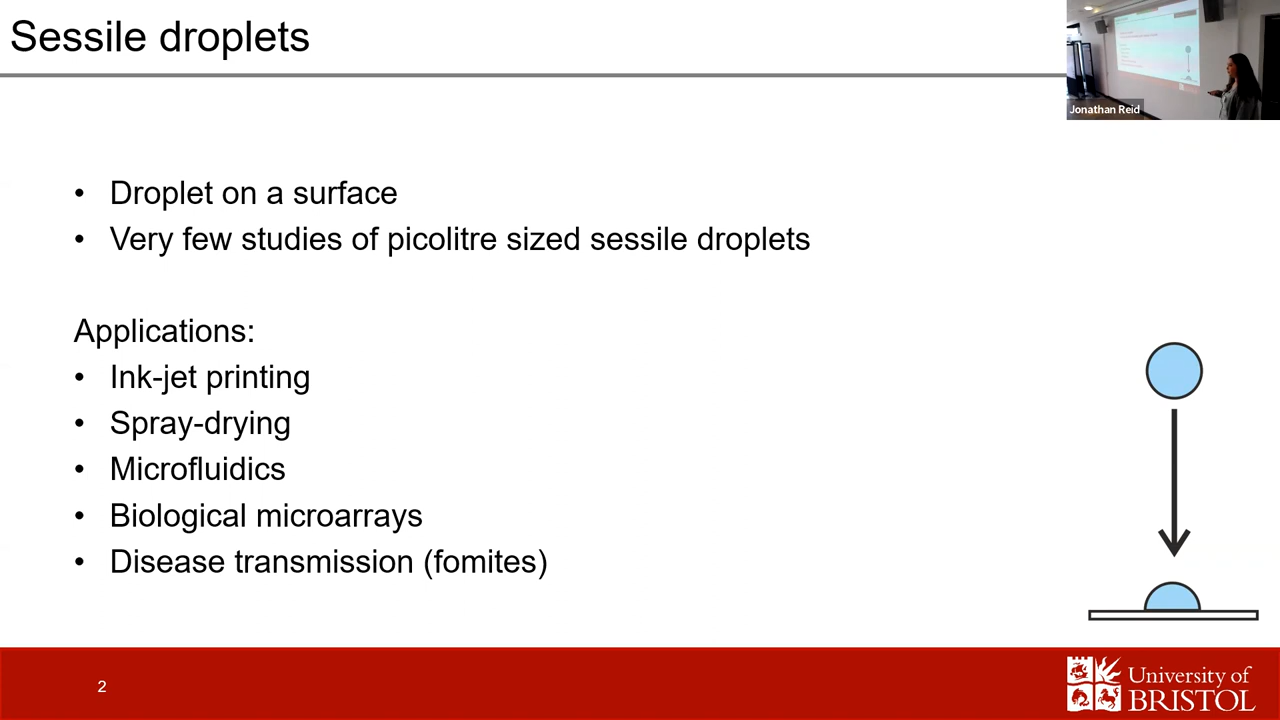 Sessile droplets
Jonathan Reid
• Droplet on a surface
• Very few studies of picolitre sized sessile droplets
Applications:
• Ink-jet printing
• Spray-drying
• Microfluidics
• Biological microarrays
• Disease transmission (fomites)
2
University of
BRISTOL